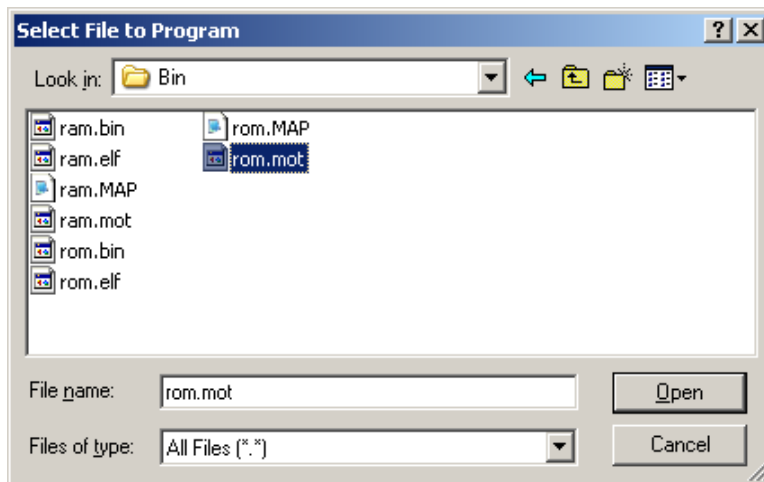 Select File to Program
Look in: Bin
ram.bin
ram.elf
ram.MAP
ram.mot
rom.bin
rom.elf
rom.MAP
rom.mot
File name: rom.mot Open
Files of type: All Files (*.*) Cancel